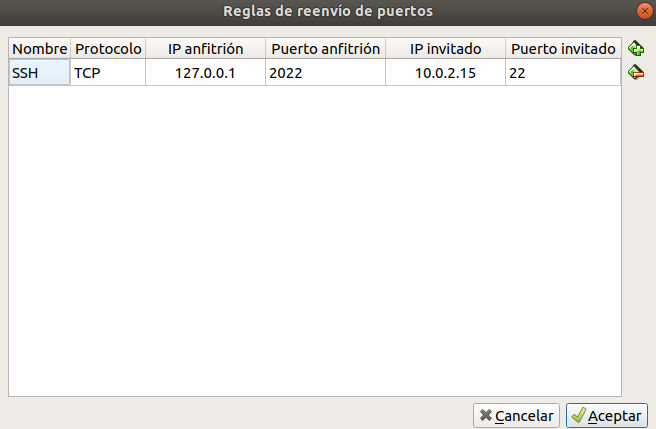 Reglas de reenvío de puertos
Nombre Protocolo IP anfitrión Puerto anfitrión IP invitado Puerto invitado
SSH TCP 127.0.0.1 2022 10.0.2.15 22
Cancelar Aceptar